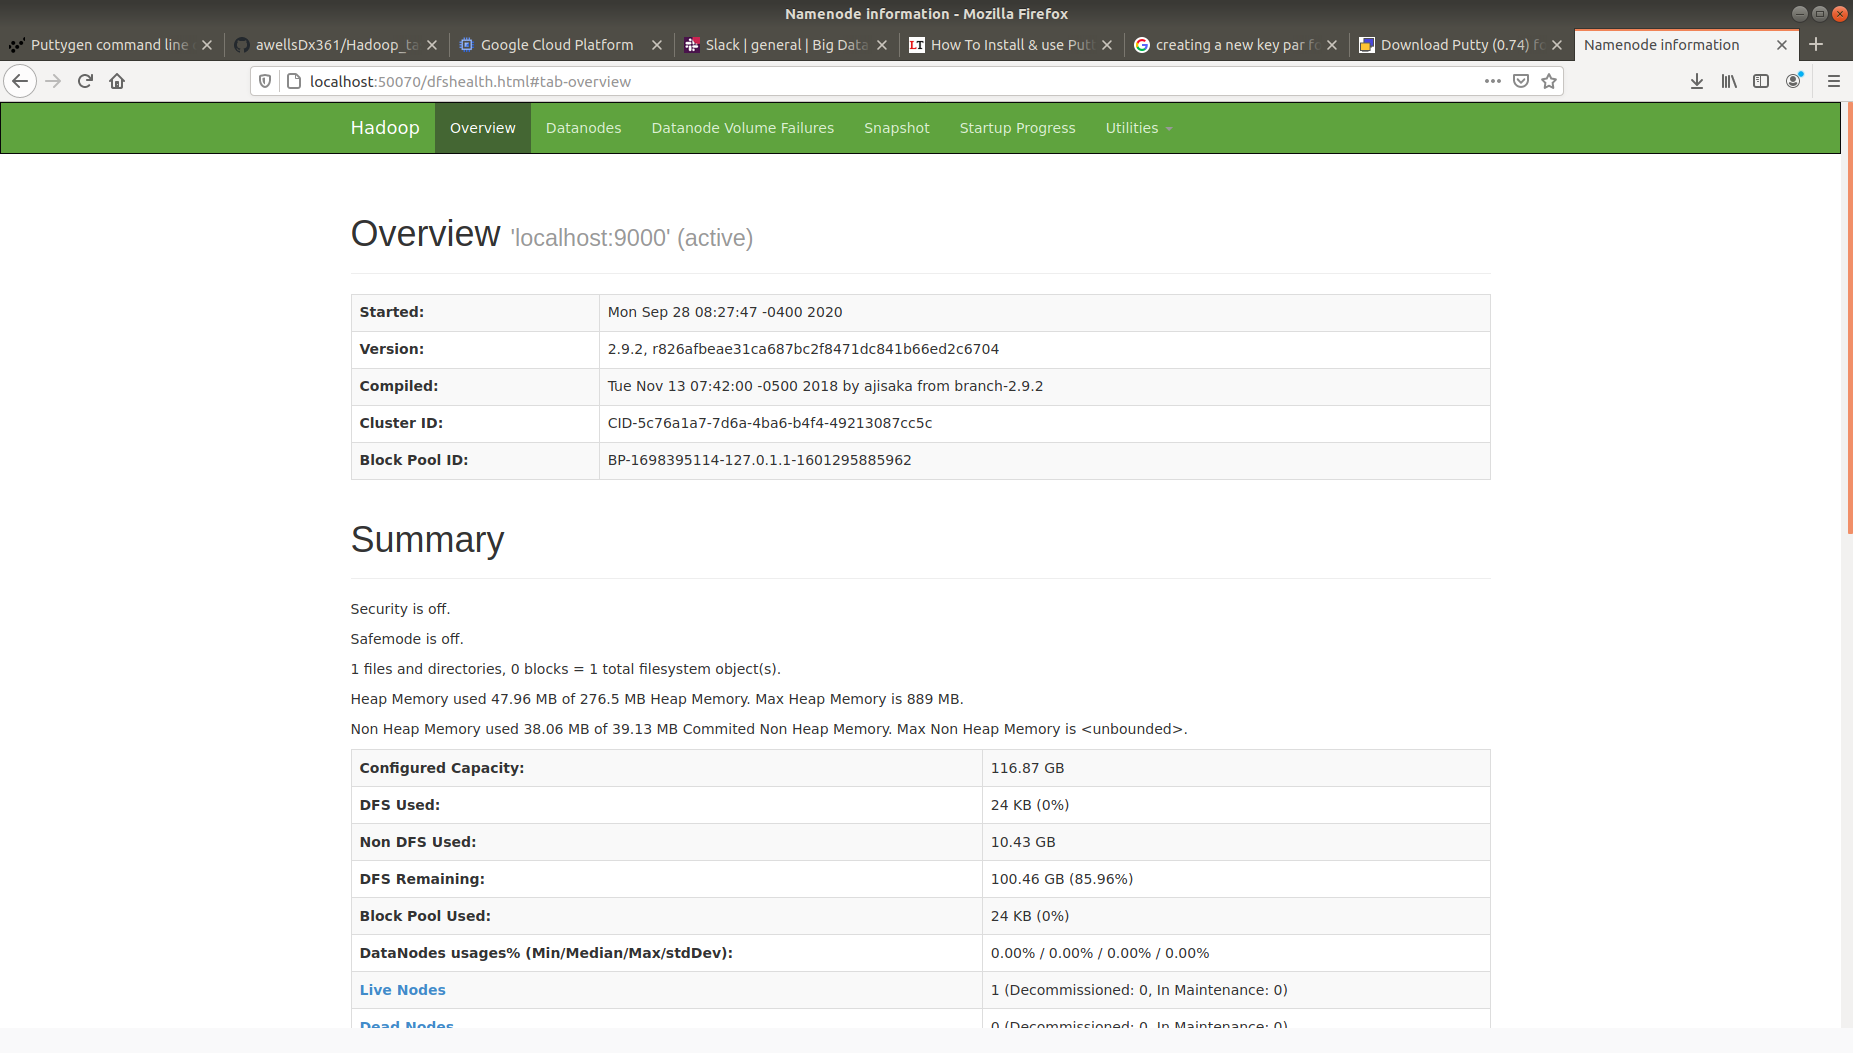 Namenode information - Mozilla Firefox
Puttygen command line
awellsDx361/Hadoop_ta
Google Cloud Platform
Slack | general | Big Data
How To Install & use Putt
creating a new key par fo
Download Putty (0.74) fo
Namenode information
localhost:50070/dfshealth.html#tab-overview
Hadoop Overview Datanodes Datanode Volume Failures Snapshot Startup Progress Utilities
Overview 'localhost:9000' (active)
Started: Mon Sep 28 08:27:47 -0400 2020
Version: 2.9.2, r826afbeae31ca687bc2f8471dc841b66ed2c6704
Compiled: Tue Nov 13 07:42:00 -0500 2018 by ajisaka from branch-2.9.2
Cluster ID: CID-5c76a1a7-7d6a-4ba6-b4f4-49213087cc5c
Block Pool ID: BP-1698395114-127.0.1.1-1601295885962
Summary
Security is off.
Safemode is off.
1 files and directories, 0 blocks = 1 total filesystem object(s).
Heap Memory used 47.96 MB of 276.5 MB Heap Memory. Max Heap Memory is 889 MB.
Non Heap Memory used 38.06 MB of 39.13 MB Commited Non Heap Memory. Max Non Heap Memory is <unbounded>.
Configured Capacity: 116.87 GB
DFS Used: 24 KB (0%)
Non DFS Used: 10.43 GB
DFS Remaining: 100.46 GB (85.96%)
Block Pool Used: 24 KB (0%)
DataNodes usages% (Min/Median/Max/stdDev): 0.00% / 0.00% / 0.00% / 0.00%
Live Nodes 1 (Decommissioned: 0, In Maintenance: 0)
Dead Nodes 0 (Decommissioned: 0, In Maintenance: 0)